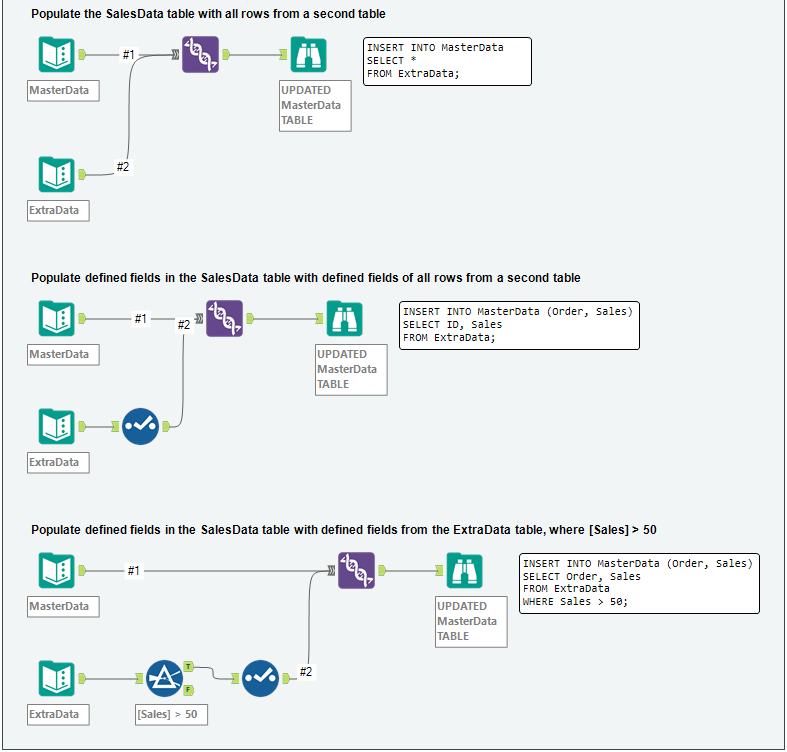 Populate the SalesData table with all rows from a second table
#1
MasterData
UPDATED
MasterData
TABLE
INSERT INTO MasterData
SELECT *
FROM ExtraData;
#2
ExtraData
Populate defined fields in the SalesData table with defined fields of all rows from a second table
#1
#2
MasterData
UPDATED
MasterData
TABLE
INSERT INTO MasterData (Order, Sales)
SELECT ID, Sales
FROM ExtraData;
ExtraData
Populate defined fields in the SalesData table with defined fields from the ExtraData table, where [Sales] > 50
#1
MasterData
UPDATED
MasterData
TABLE
INSERT INTO MasterData (Order, Sales)
SELECT Order, Sales
FROM ExtraData
WHERE Sales > 50;
T
F
#2
ExtraData
[Sales] > 50